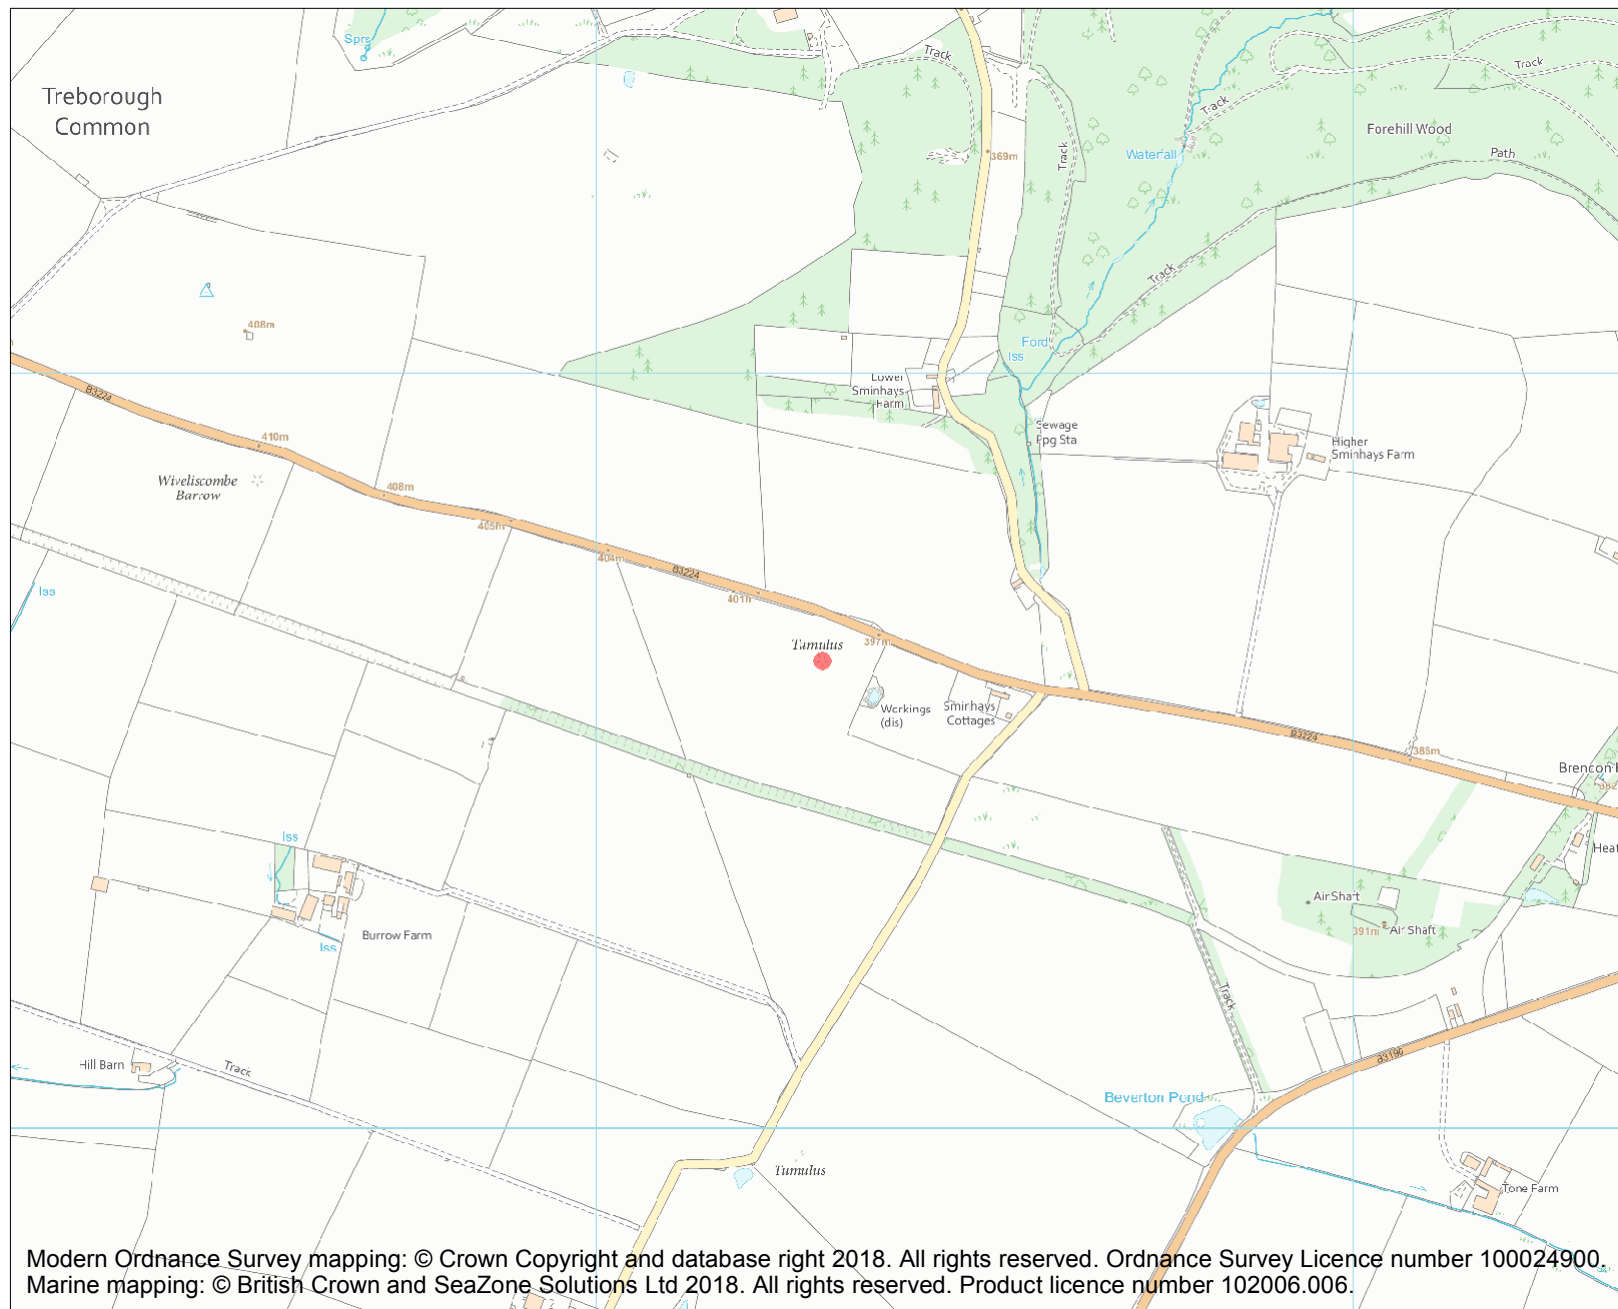 Sprs
Treborough
Common
Track
Track
Track
Forehill Wood
Track
369m
Waterfall
Path
Track
408m
Ford
Iss
Lower
Sminhays
Farm
B3224
Sewage
Ppg Sta
Higher
Sminhays Farm
410m
Wiveliscombe
Barrow
408m
405m
404m
B3224
401m
Iss
Tumulus
397m
Workings
(dis)
Sminhays
Cottages
B3224
388m
Iss
Air Shaft
391m
Air Shaft
Burrow Farm
Iss
Track
Hill Barn
Track
B3190
Beverton Pond
Tumulus
Tone Farm
Modern Ordnance Survey mapping: © Crown Copyright and database right 2018. All rights reserved. Ordnance Survey Licence number 100024900.
Marine mapping: © British Crown and SeaZone Solutions Ltd 2018. All rights reserved. Product licence number 102006.006.